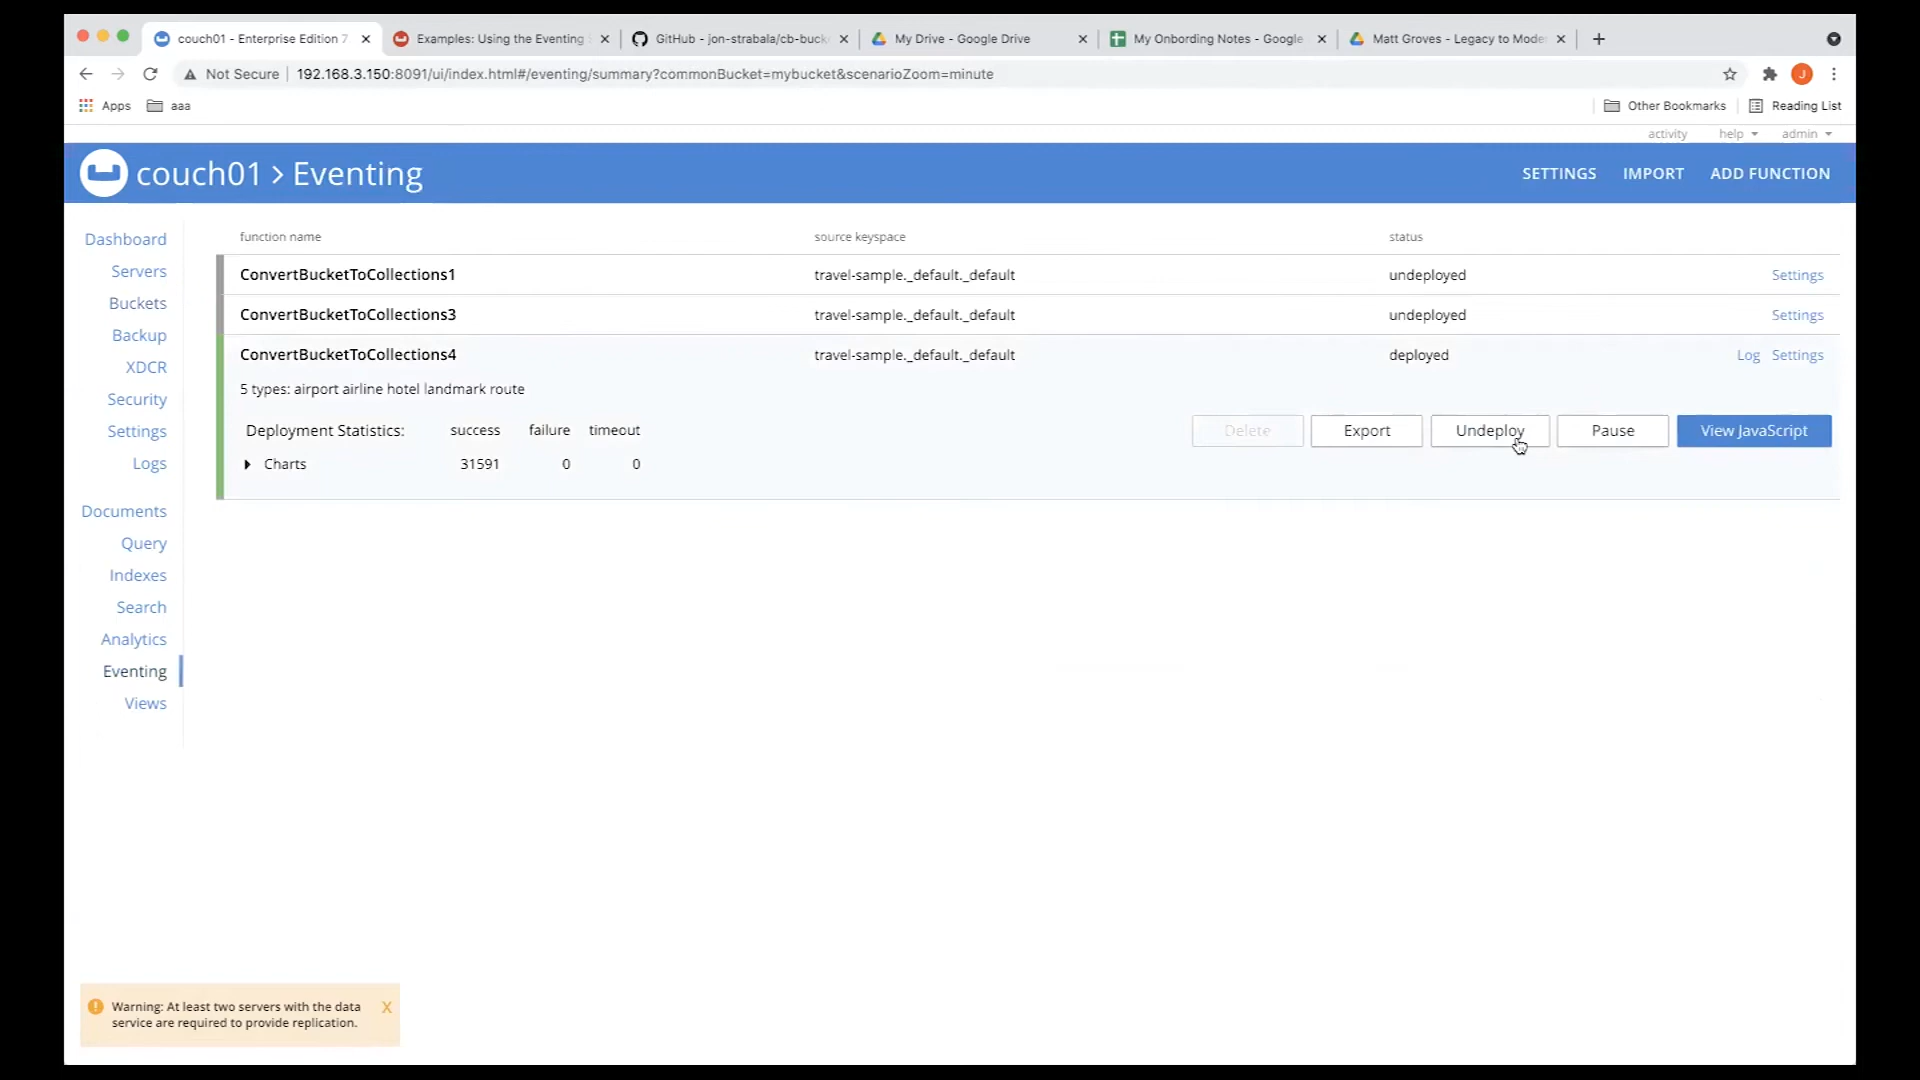 couch01 - Enterprise Edition 7
Examples: Using the Eventing
GitHub - jon-strabala/cb-buck
My Drive - Google Drive
My Onbording Notes - Google
Matt Groves - Legacy to Mode
Not Secure
192.168.3.150:8091/ui/index.html#/eventing/summary?commonBucket=mybucket&scenarioZoom=minute
J
Apps
aaa
Other Bookmarks
Reading List
activity
help
admin
couch01 > Eventing
SETTINGS
IMPORT
ADD FUNCTION
Dashboard
Servers
Buckets
Backup
XDCR
Security
Settings
Logs
Documents
Query
Indexes
Search
Analytics
Eventing
Views
function name source keyspace status
ConvertBucketToCollections1 travel-sample._default._default undeployed Settings
ConvertBucketToCollections3 travel-sample._default._default undeployed Settings
ConvertBucketToCollections4 travel-sample._default._default deployed Log Settings
5 types: airport airline hotel landmark route
Deployment Statistics: success failure timeout
Charts 31591 0 0
Delete
Export
Undeploy
Pause
View JavaScript
Warning: At least two servers with the data
service are required to provide replication.
X